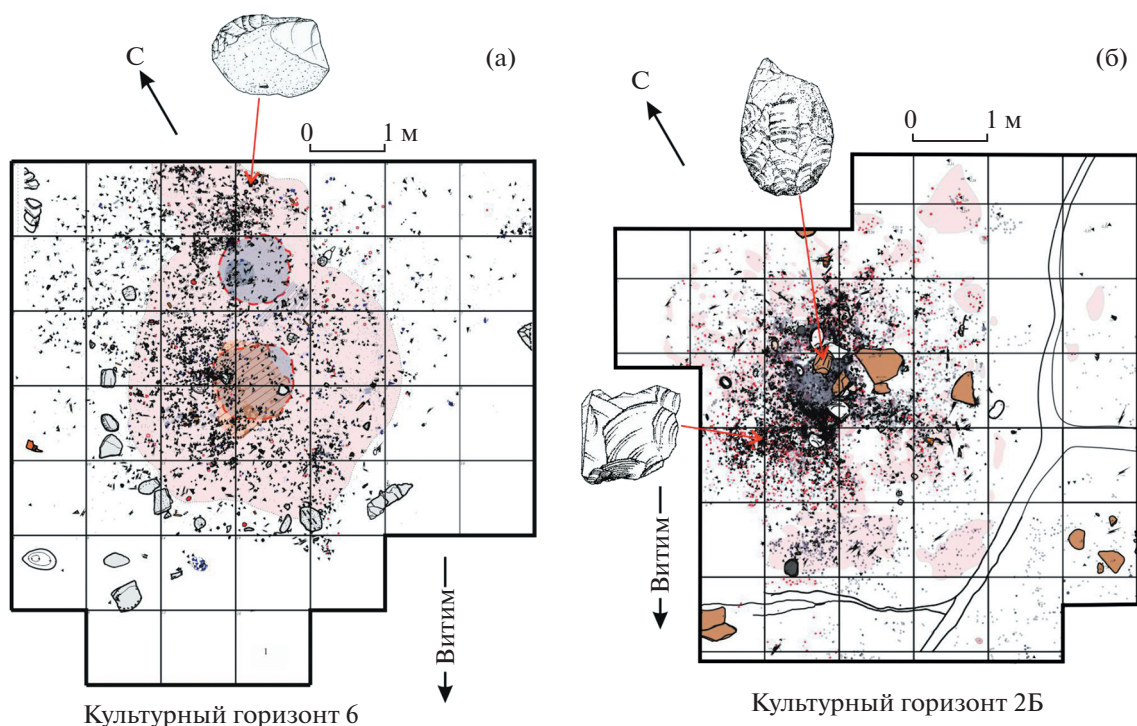 (а)
С
0 1 м
Витим
Культурный горизонт 6
(б)
С
0 1 м
Витим
Культурный горизонт 2Б